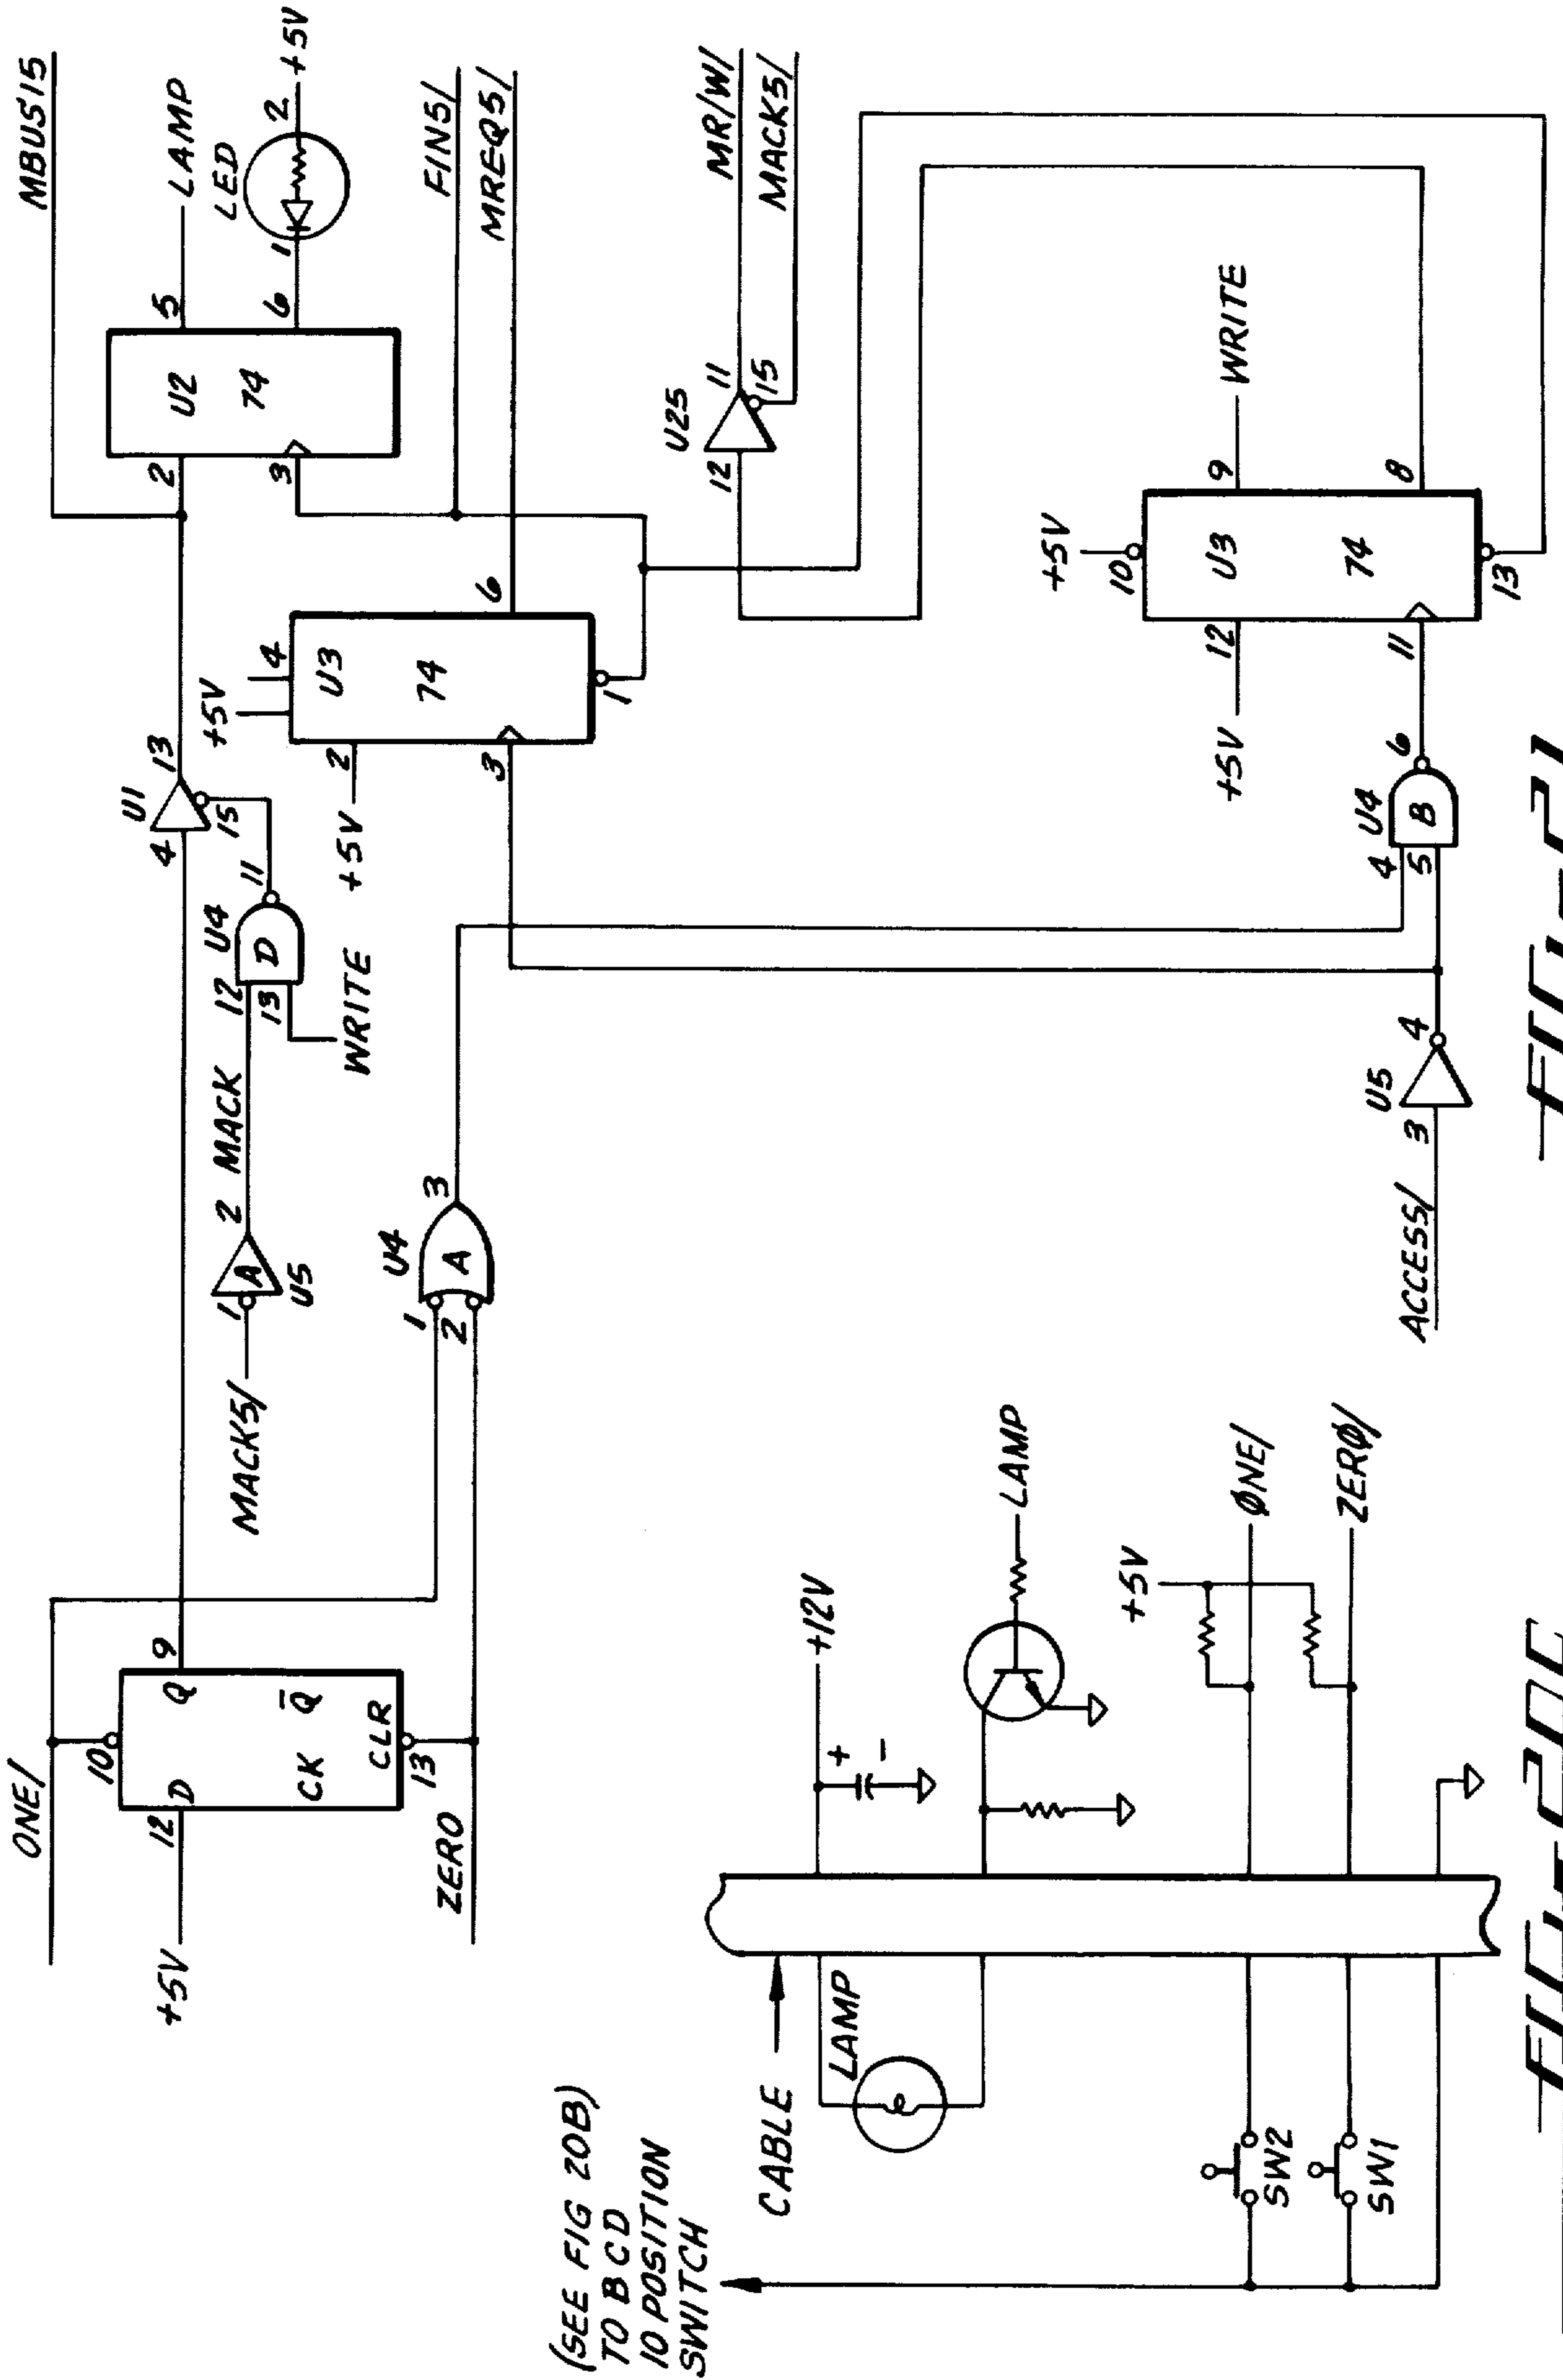 ONE/
10
+5V
12
D
Q
9
CK
Q̅
CLR
13
ZERO
MACK5/
1
A
U5
2
MACK
12
13
WRITE
U4
D
11
U1
4
15
13
MBUS15
2
U2
74
3
5
LAMP
6
LED
1
2
+5V
U4
1
2
A
3
+5V
4
+5V
2
U3
74
3
6
1
FIN5/
MREQ5/
U25
12
11
15
MR/W/
MACK5/
ACCESS/
3
U5
4
U4
4
5
B
6
+5V
12
11
+5V
10
U3
74
13
9
WRITE
8
FIG-21
(SEE FIG 20B)
TO B C D
10 POSITION
SWITCH
CABLE
LAMP
SW2
SW1
+12V
+
-
LAMP
+5V
ØNE/
ZERØ/
FIG-20C